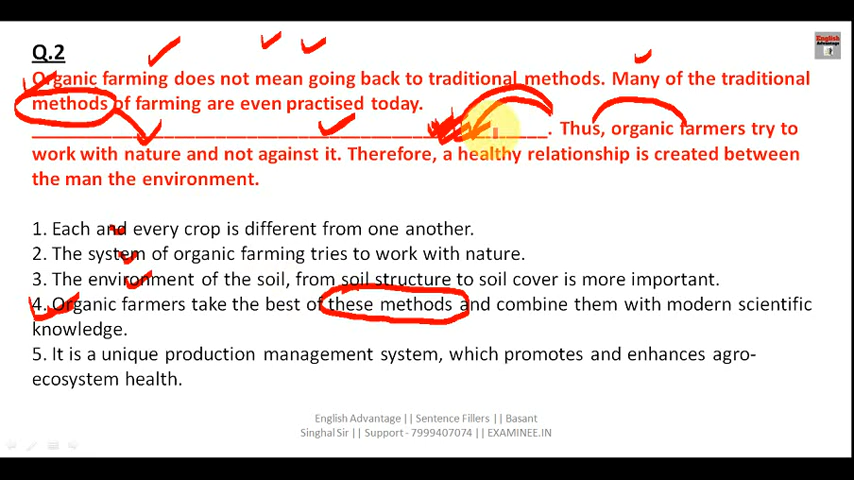 English
Advantage
Q.2
Organic farming does not mean going back to traditional methods. Many of the traditional
methods of farming are even practised today.
______________________________________________. Thus, organic farmers try to
work with nature and not against it. Therefore, a healthy relationship is created between
the man the environment.
1. Each and every crop is different from one another.
2. The system of organic farming tries to work with nature.
3. The environment of the soil, from soil structure to soil cover is more important.
4. Organic farmers take the best of these methods and combine them with modern scientific
knowledge.
5. It is a unique production management system, which promotes and enhances agro-
ecosystem health.
English Advantage || Sentence Fillers || Basant
Singhal Sir || Support - 7999407074 || EXAMINEE.IN